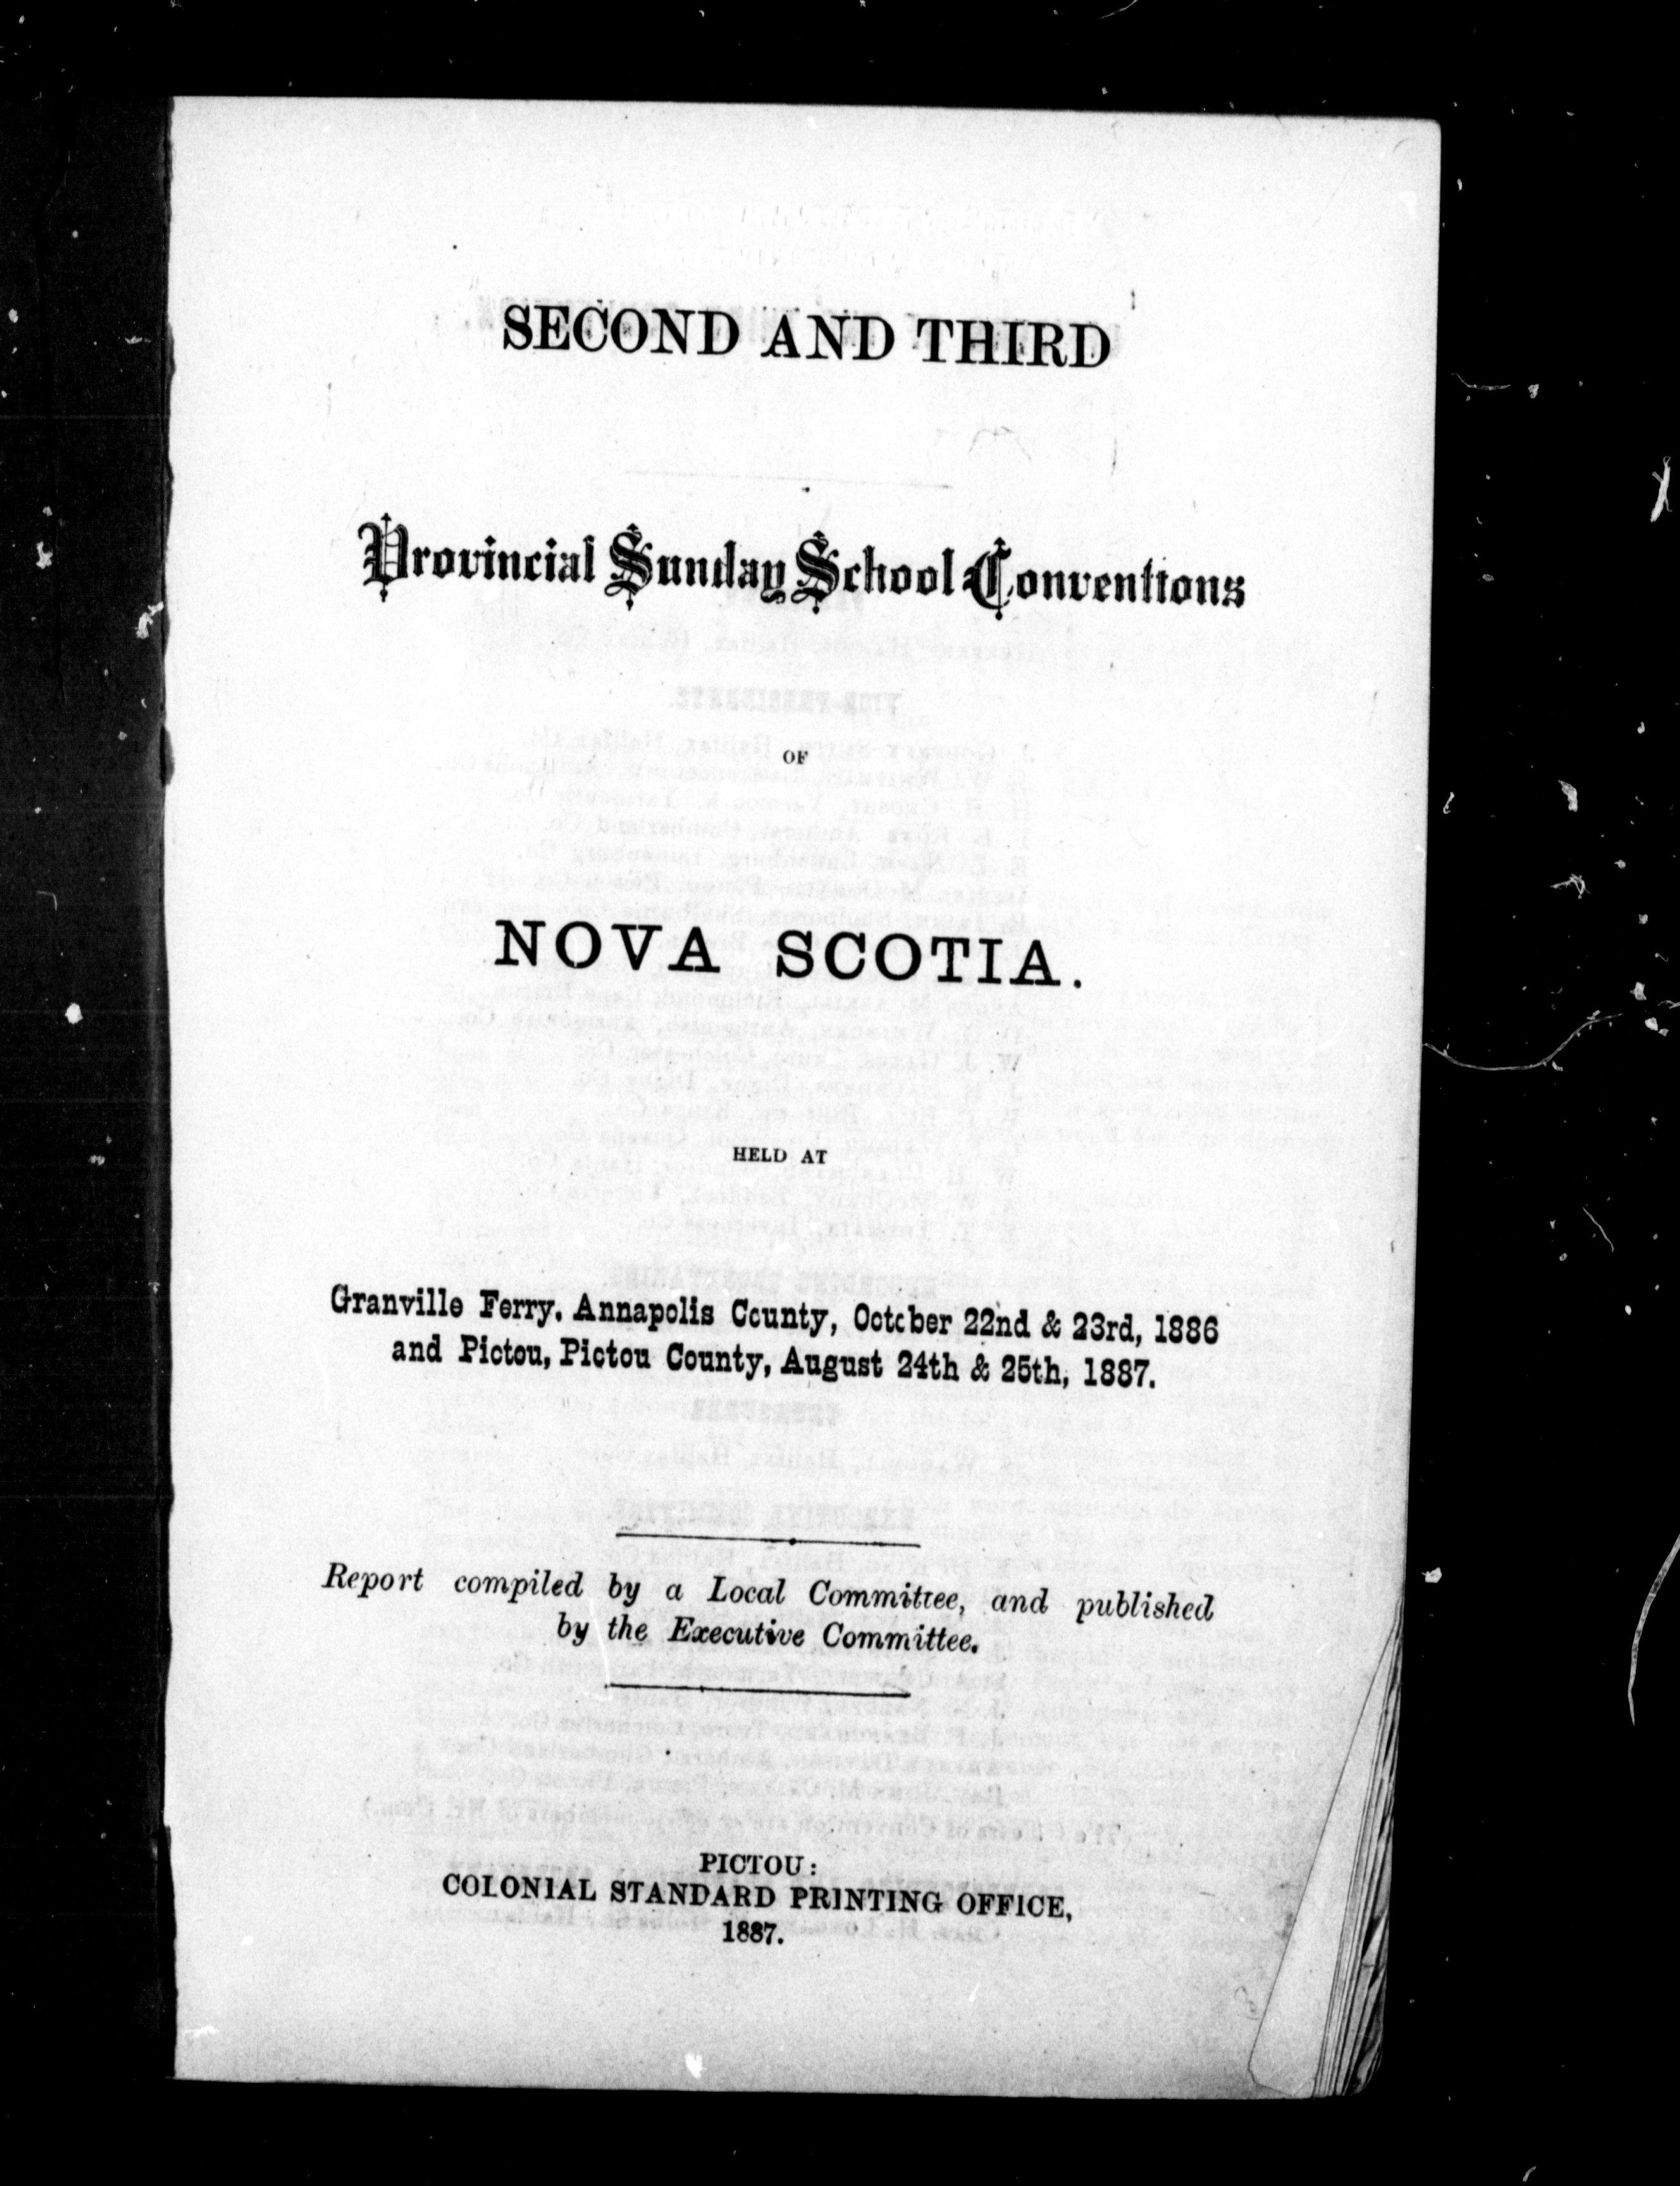 SECOND AND THIRD
Provincial Sunday School Conventions
OF
NOVA SCOTIA.
HELD AT
Granville Ferry, Annapolis County, October 22nd & 23rd, 1886
and Pictou, Pictou County, August 24th & 25th, 1887.
Report compiled by a Local Committee, and published
by the Executive Committee.
PICTOU:
COLONIAL STANDARD PRINTING OFFICE,
1887.